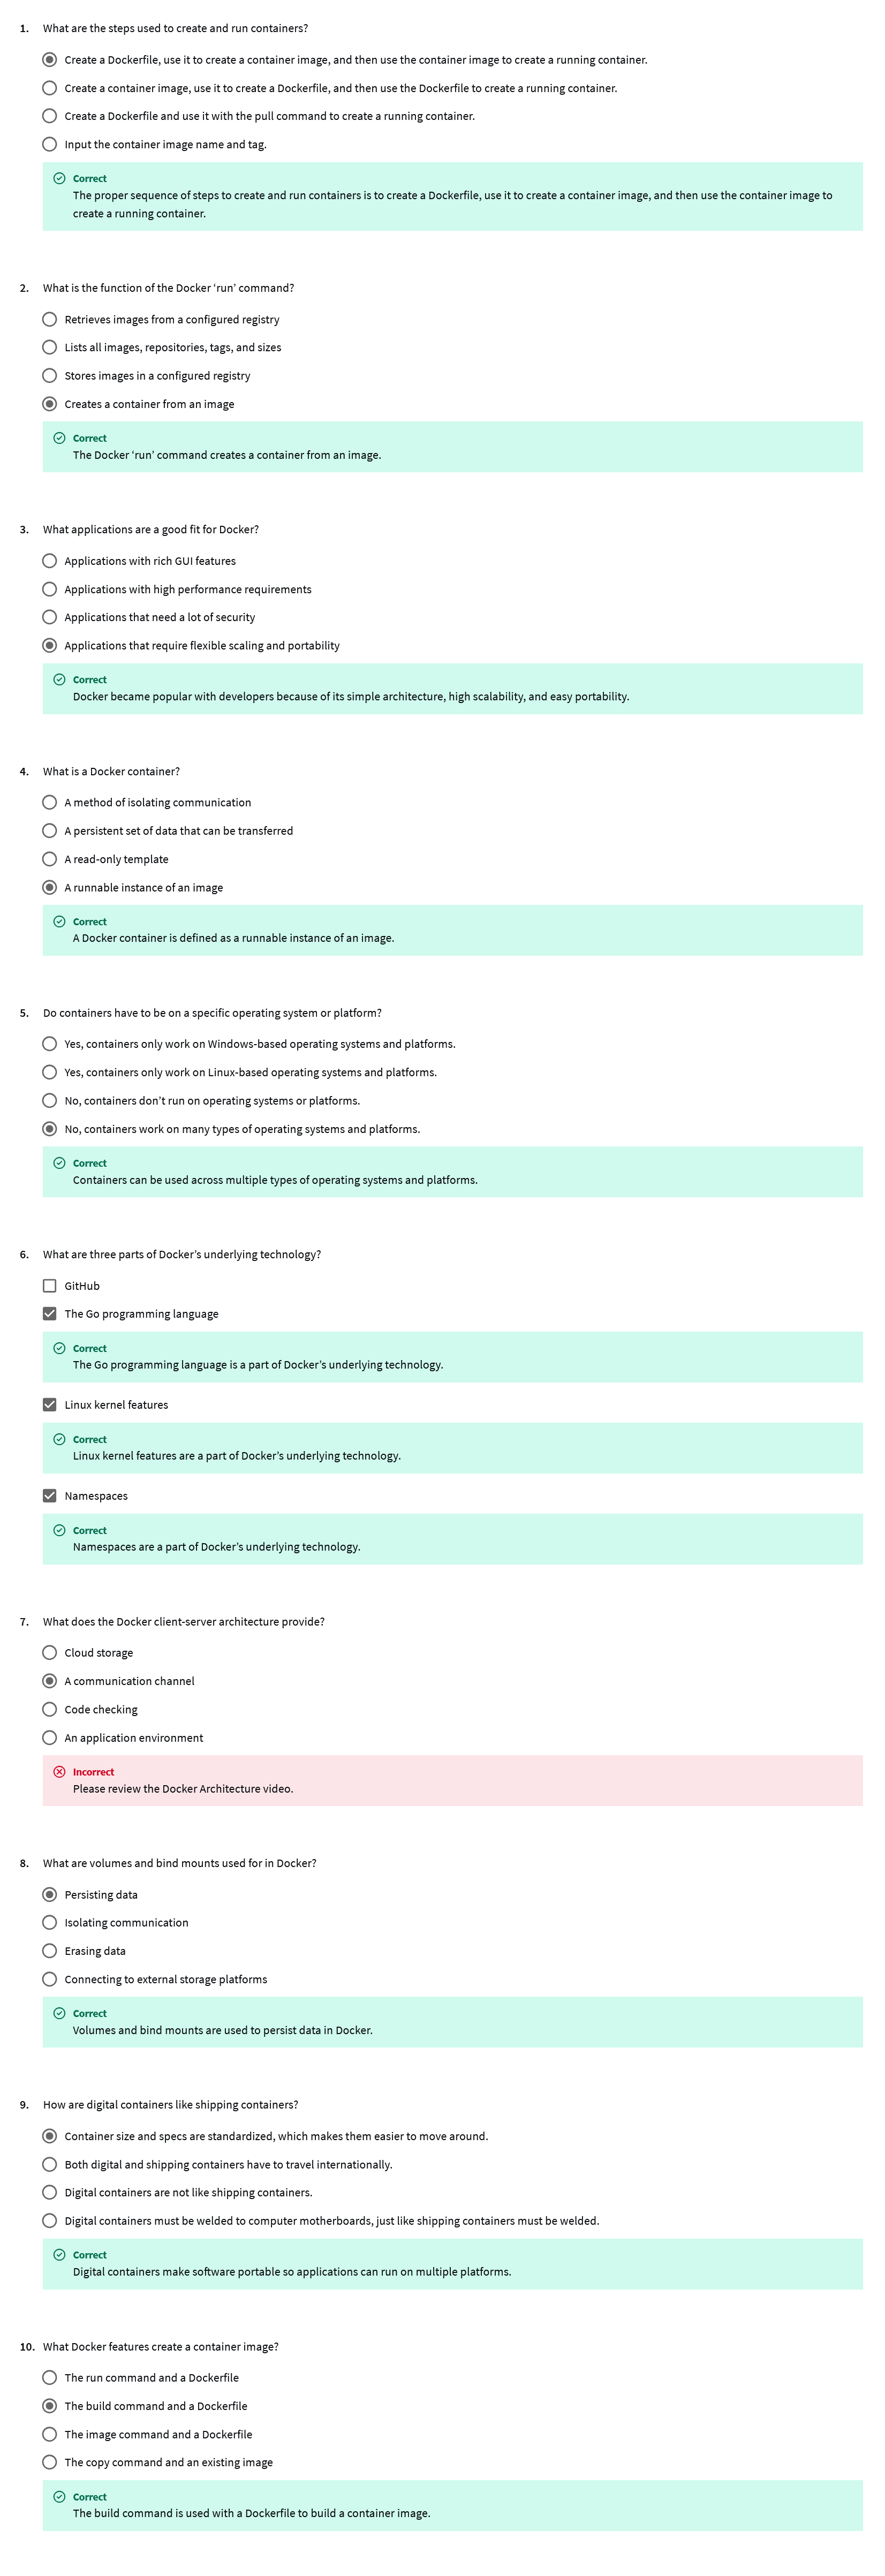 1. What are the steps used to create and run containers?
Create a Dockerfile, use it to create a container image, and then use the container image to create a running container.
Create a container image, use it to create a Dockerfile, and then use the Dockerfile to create a running container.
Create a Dockerfile and use it with the pull command to create a running container.
Input the container image name and tag.
Correct
The proper sequence of steps to create and run containers is to create a Dockerfile, use it to create a container image, and then use the container image to
create a running container.
2. What is the function of the Docker ‘run’ command?
Retrieves images from a configured registry
Lists all images, repositories, tags, and sizes
Stores images in a configured registry
Creates a container from an image
Correct
The Docker ‘run’ command creates a container from an image.
3. What applications are a good fit for Docker?
Applications with rich GUI features
Applications with high performance requirements
Applications that need a lot of security
Applications that require flexible scaling and portability
Correct
Docker became popular with developers because of its simple architecture, high scalability, and easy portability.
4. What is a Docker container?
A method of isolating communication
A persistent set of data that can be transferred
A read-only template
A runnable instance of an image
Correct
A Docker container is defined as a runnable instance of an image.
5. Do containers have to be on a specific operating system or platform?
Yes, containers only work on Windows-based operating systems and platforms.
Yes, containers only work on Linux-based operating systems and platforms.
No, containers don’t run on operating systems or platforms.
No, containers work on many types of operating systems and platforms.
Correct
Containers can be used across multiple types of operating systems and platforms.
6. What are three parts of Docker’s underlying technology?
GitHub
The Go programming language
Correct
The Go programming language is a part of Docker’s underlying technology.
Linux kernel features
Correct
Linux kernel features are a part of Docker’s underlying technology.
Namespaces
Correct
Namespaces are a part of Docker’s underlying technology.
7. What does the Docker client-server architecture provide?
Cloud storage
A communication channel
Code checking
An application environment
Incorrect
Please review the Docker Architecture video.
8. What are volumes and bind mounts used for in Docker?
Persisting data
Isolating communication
Erasing data
Connecting to external storage platforms
Correct
Volumes and bind mounts are used to persist data in Docker.
9. How are digital containers like shipping containers?
Container size and specs are standardized, which makes them easier to move around.
Both digital and shipping containers have to travel internationally.
Digital containers are not like shipping containers.
Digital containers must be welded to computer motherboards, just like shipping containers must be welded.
Correct
Digital containers make software portable so applications can run on multiple platforms.
10. What Docker features create a container image?
The run command and a Dockerfile
The build command and a Dockerfile
The image command and a Dockerfile
The copy command and an existing image
Correct
The build command is used with a Dockerfile to build a container image.